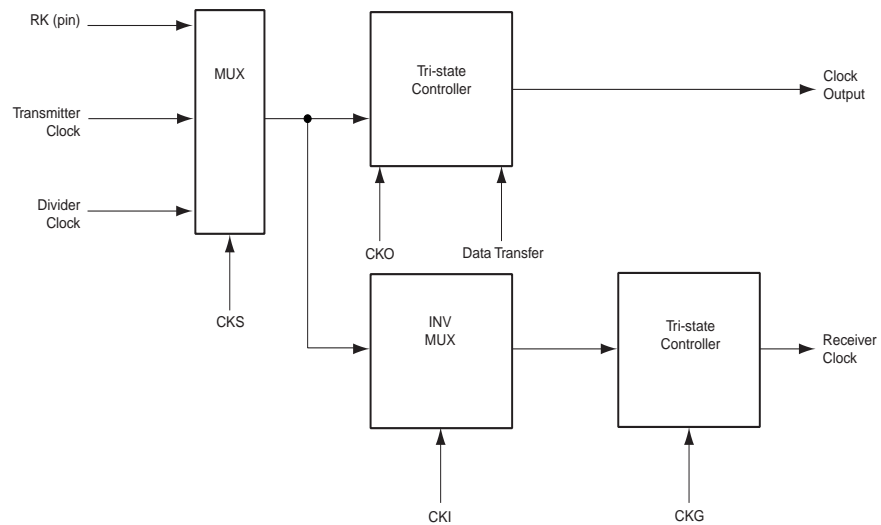 RK (pin)
MUX
Tri-state
Controller
Clock
Output
Transmitter
Clock
Divider
Clock
CKO
Data Transfer
CKS
INV
MUX
Tri-state
Controller
Receiver
Clock
CKI
CKG